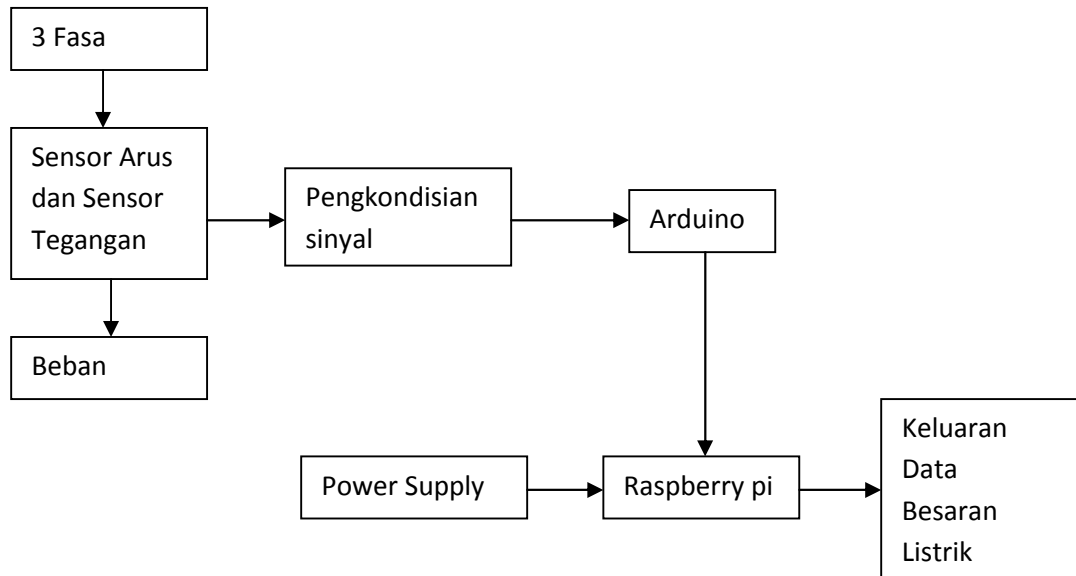 3 Fasa
Sensor Arus
dan Sensor
Tegangan
Pengkondisian
sinyal
Arduino
Beban
Power Supply
Raspberry pi
Keluaran
Data
Besaran
Listrik